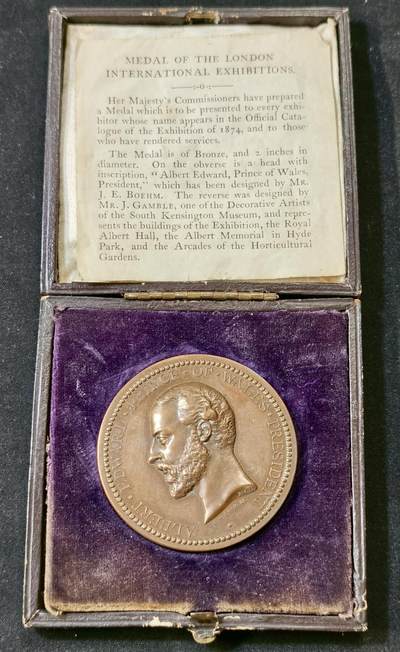 MEDAL OF THE LONDON
INTERNATIONAL EXHIBITIONS.
Her Majesty's Commissioners have prepared
a Medal which is to be presented to every exhi-
bitor whose name appears in the Official Cata-
logue of the Exhibition of 1874, and to those
who have rendered services.
The Medal is of Bronze, and 2 inches in
diameter. On the obverse is a head with
inscription, "Albert Edward, Prince of Wales,
President," which has been designed by Mr.
J. E. Boehm. The reverse was designed by
Mr. J. Gamble, one of the Decorative Artists
of the South Kensington Museum, and repre-
sents the buildings of the Exhibition, the Royal
Albert Hall, the Albert Memorial in Hyde
Park, and the Arcades of the Horticultural
Gardens.
ALBERT EDWARD PRINCE OF WALES PRESIDENT